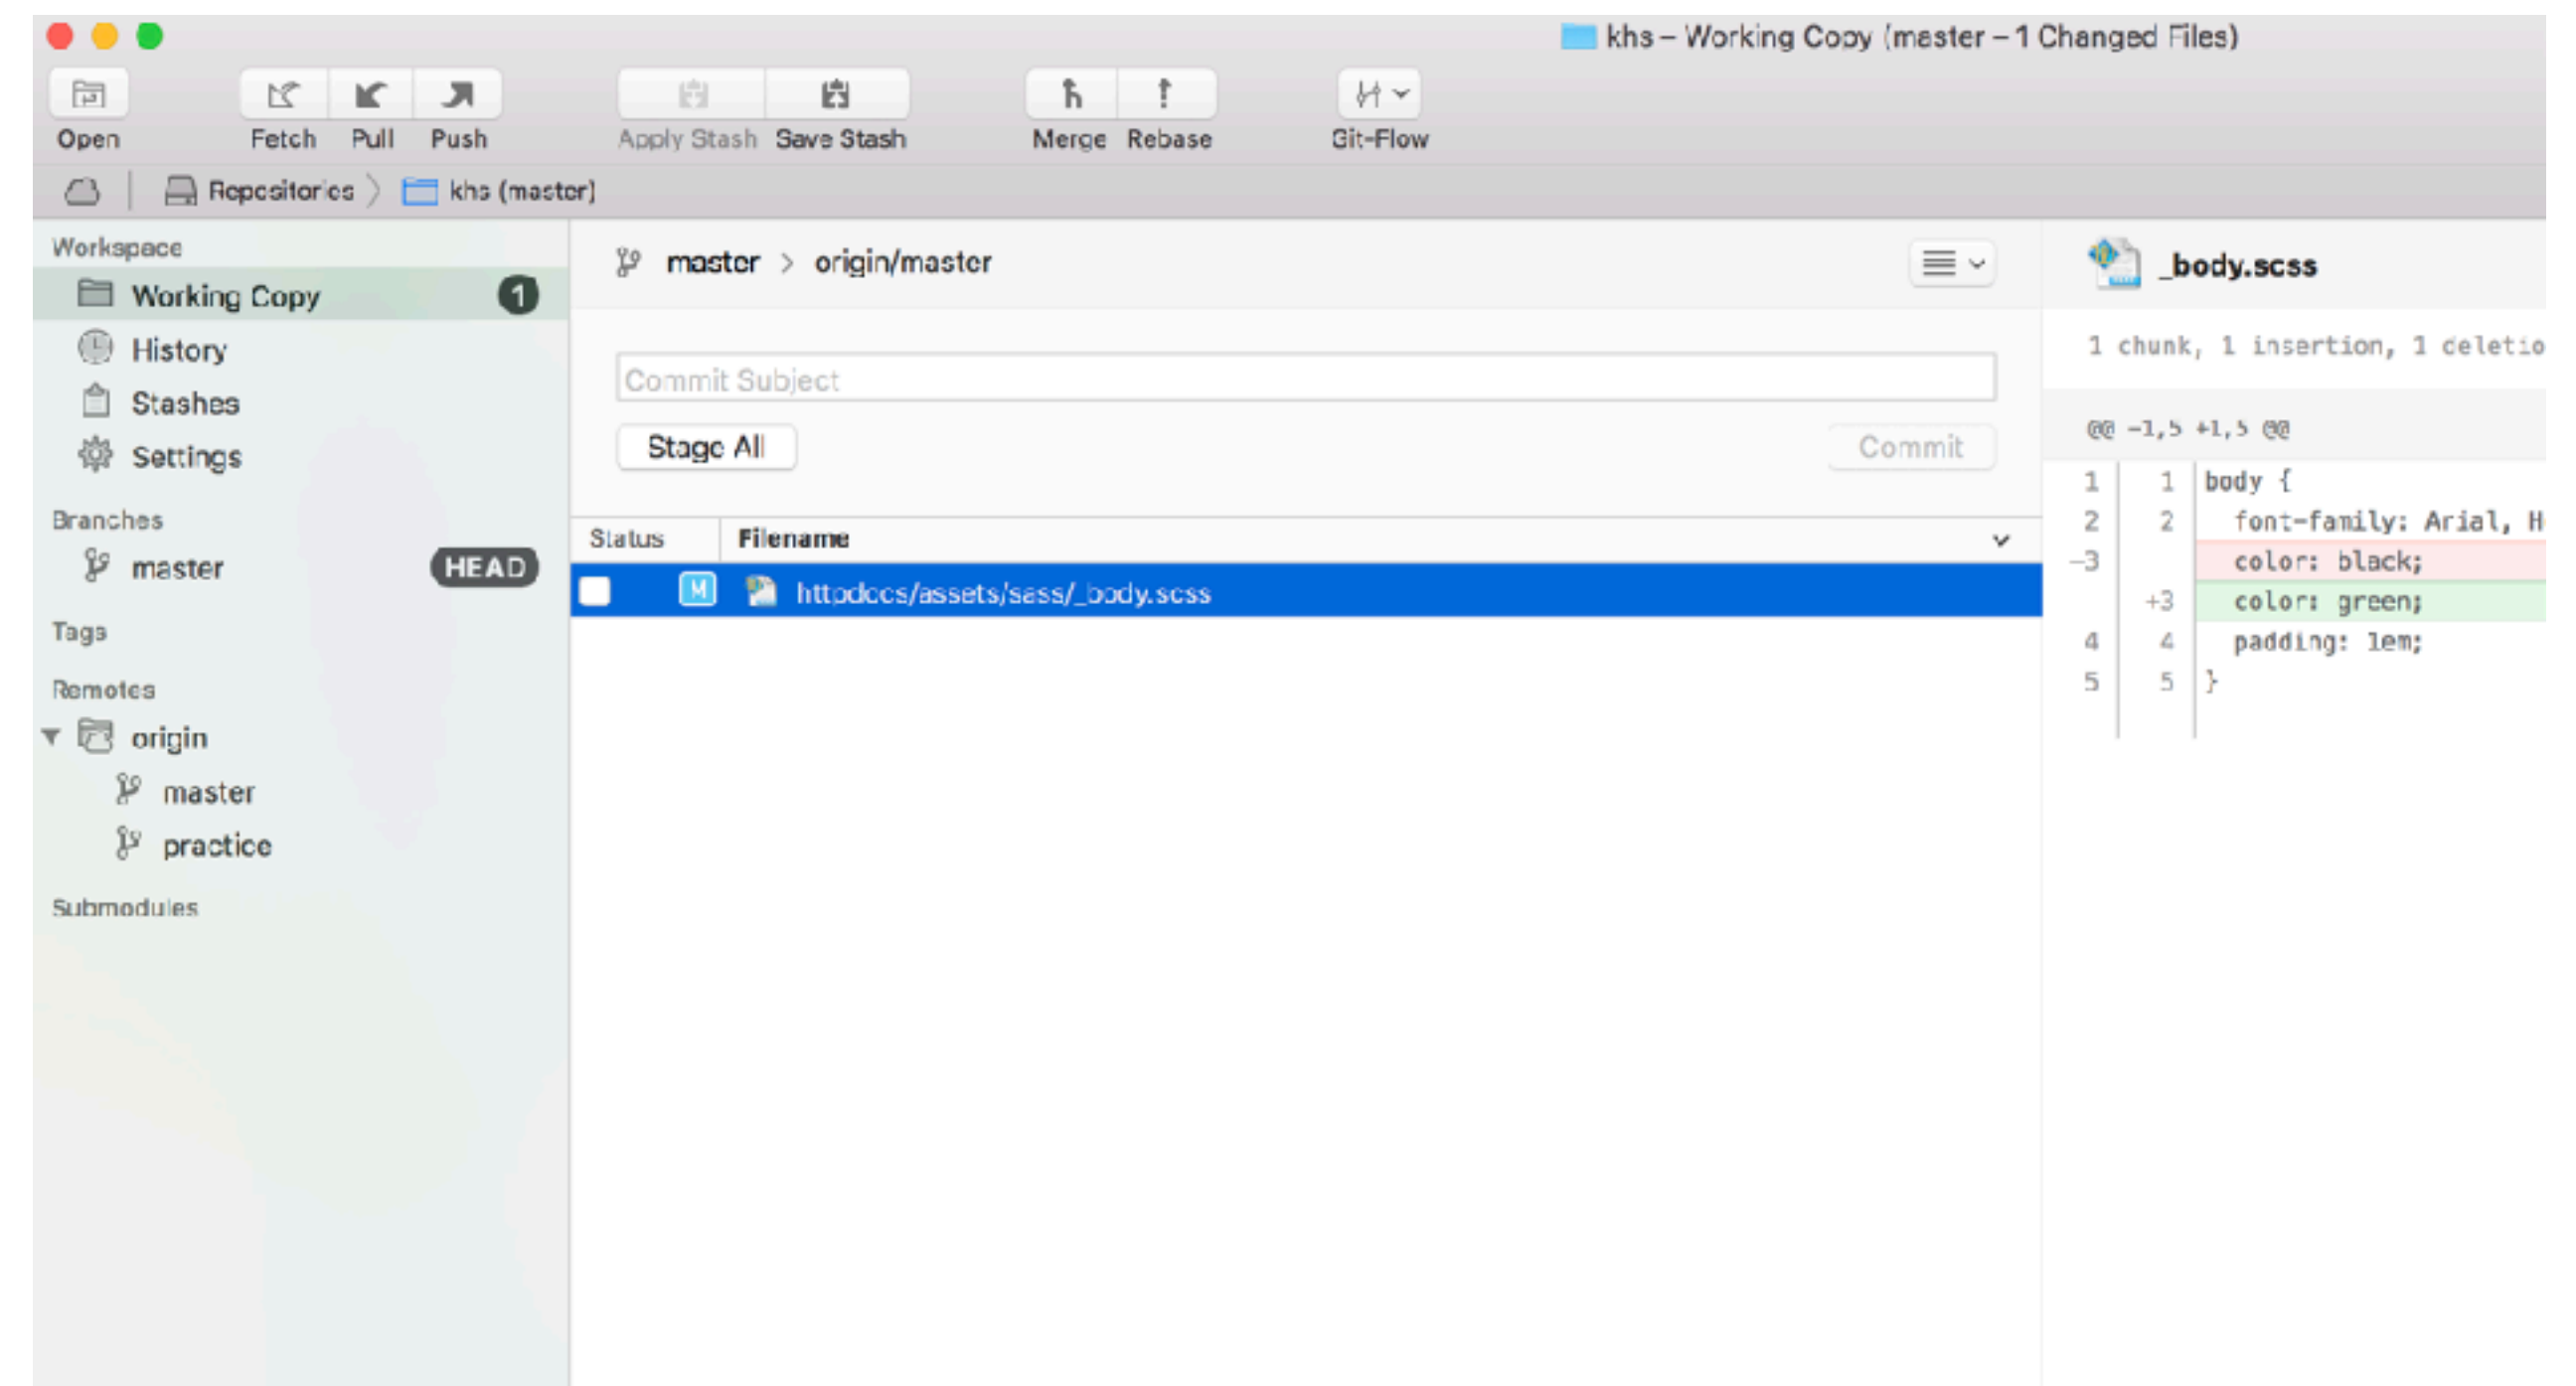 khs – Working Copy (master – 1 Changed Files)
Open Fetch Pull Push Apply Stash Save Stash Merge Rebase Git-Flow
Repositories khs (master)
Workspace
Working Copy 1
History
Stashes
Settings
Branches
master HEAD
Tags
Remotes
origin
master
practice
Submodules
master > origin/master
Commit Subject
Stage All Commit
Status Filename
M httpdocs/assets/sass/_body.scss
_body.scss
1 chunk, 1 insertion, 1 deletio
@@ -1,5 +1,5 @@
1 1 body {
2 2 font-family: Arial, H
-3 color: black;
+3 color: green;
4 4 padding: 1em;
5 5 }